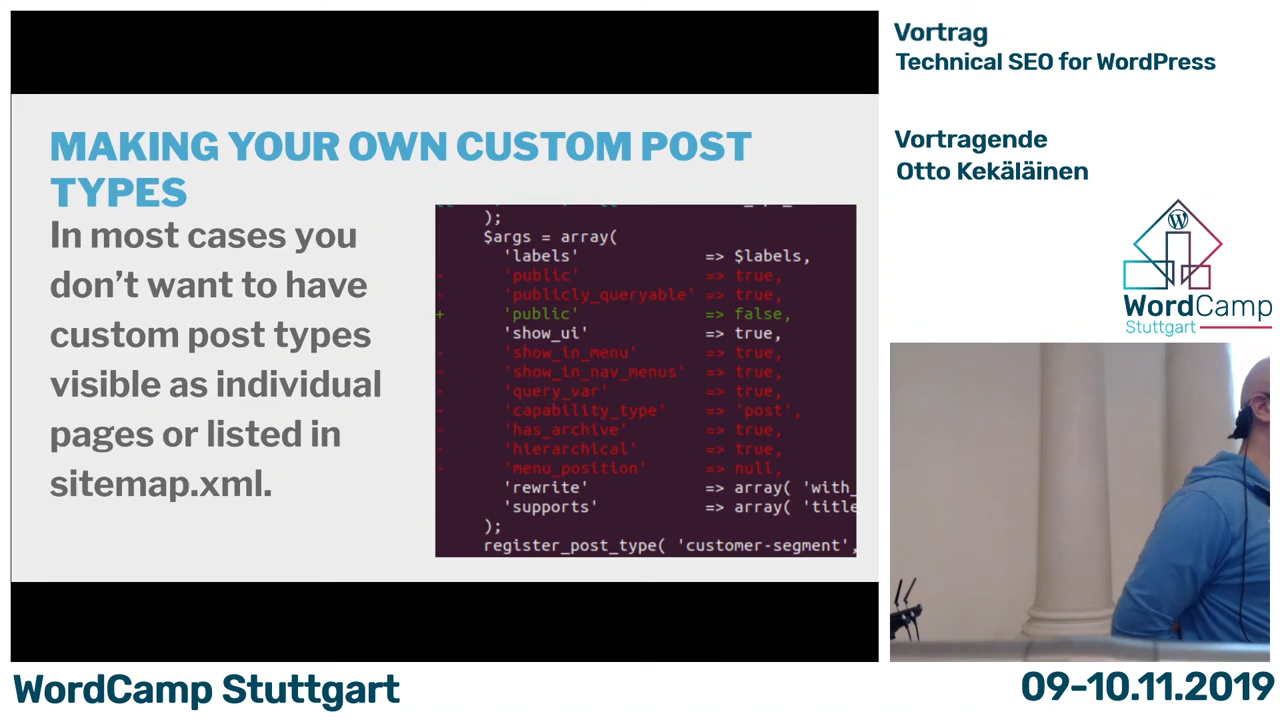 Vortrag
Technical SEO for WordPress
Vortragende
Otto Kekäläinen
WordCamp
Stuttgart
MAKING YOUR OWN CUSTOM POST
TYPES
In most cases you
don’t want to have
custom post types
visible as individual
pages or listed in
sitemap.xml.
);
$args = array(
'labels' => $labels,
- 'public' => true,
- 'publicly_queryable' => true,
+ 'public' => false,
'show_ui' => true,
- 'show_in_menu' => true,
- 'show_in_nav_menus' => true,
- 'query_var' => true,
- 'capability_type' => 'post',
- 'has_archive' => true,
- 'hierarchical' => true,
- 'menu_position' => null,
'rewrite' => array( 'with_
'supports' => array( 'title
);
register_post_type( 'customer-segment',
WordCamp Stuttgart
09-10.11.2019